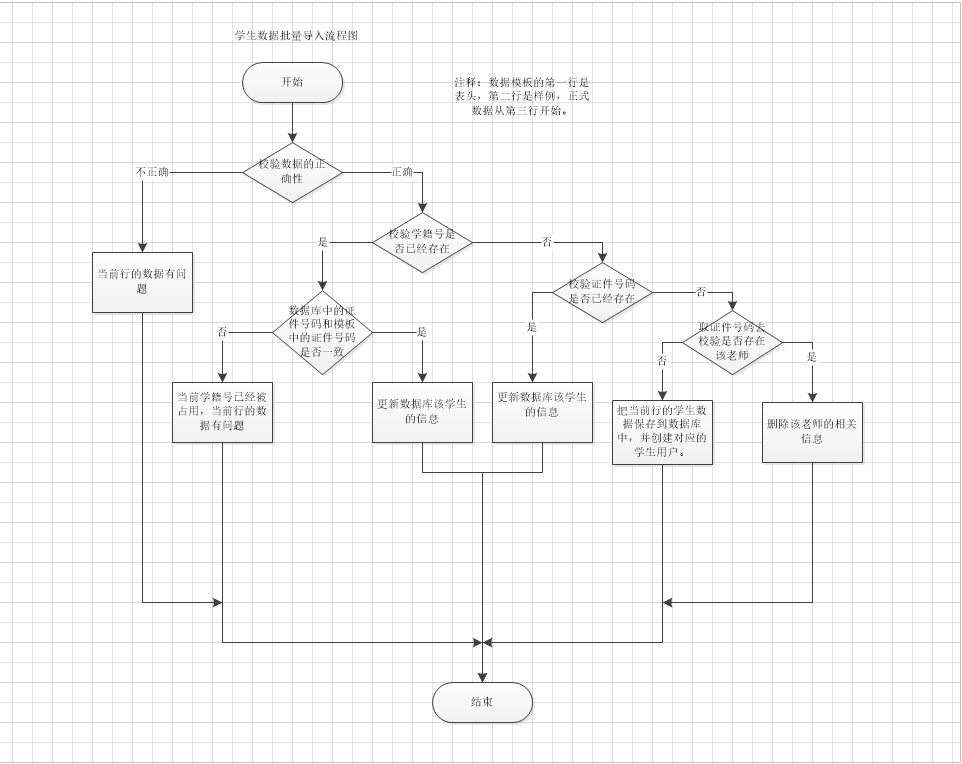 学生数据批量导入流程图
开始
注释：数据模板的第一行是
表头，第二行是样例，正式
数据从第三行开始。
校验数据的正
确性
不正确
正确
校验学籍号是
否已经存在
是
否
当前行的数据有问
题
校验证件号码
是否已经存在
数据库中的证
件号码和模板
中的证件号码
是否一致
否
是
是
否
取证件号码去
校验是否存在
该老师
否
是
当前学籍号已经被
占用，当前行的数
据有问题
更新数据库该学生
的信息
更新数据库该学生
的信息
把当前行的学生数
据保存到数据库
中，并创建对应的
学生用户。
删除该老师的相关
信息
结束